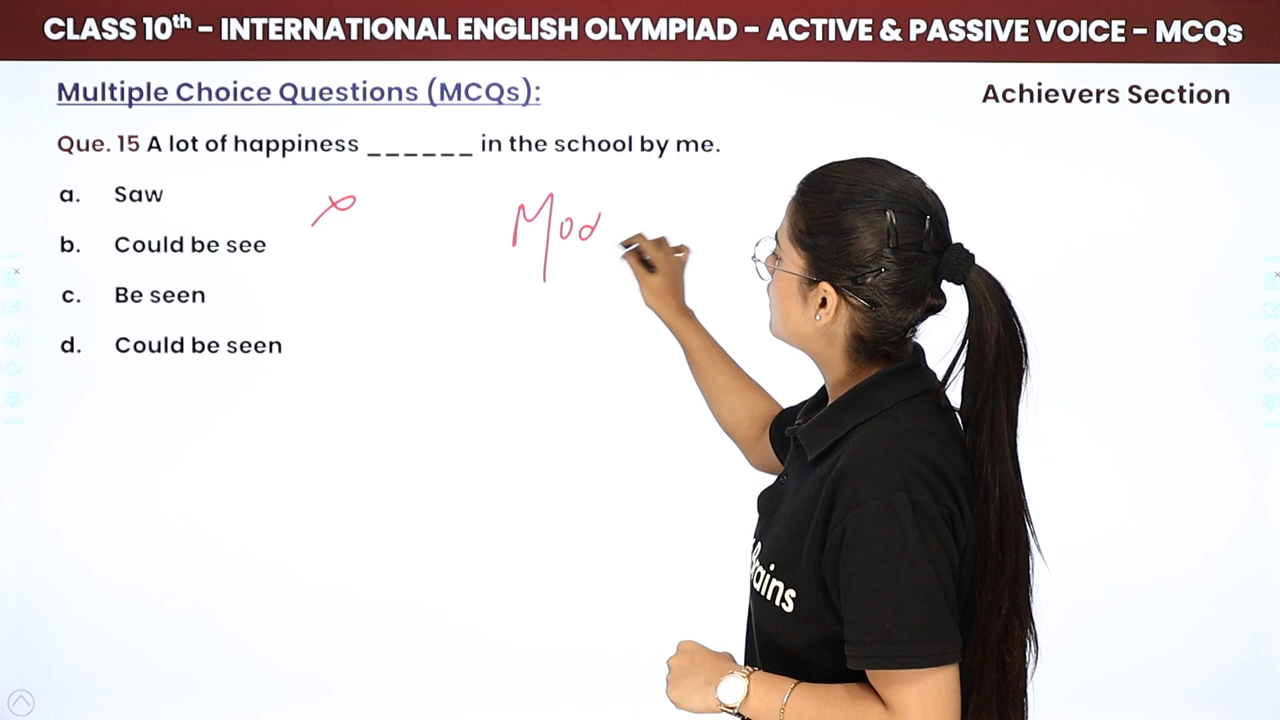 CLASS 10th - INTERNATIONAL ENGLISH OLYMPIAD - ACTIVE & PASSIVE VOICE - MCQs
Multiple Choice Questions (MCQs):
Achievers Section
Que. 15 A lot of happiness ______ in the school by me.
a. Saw
b. Could be see
c. Be seen
d. Could be seen
Mod
Brains